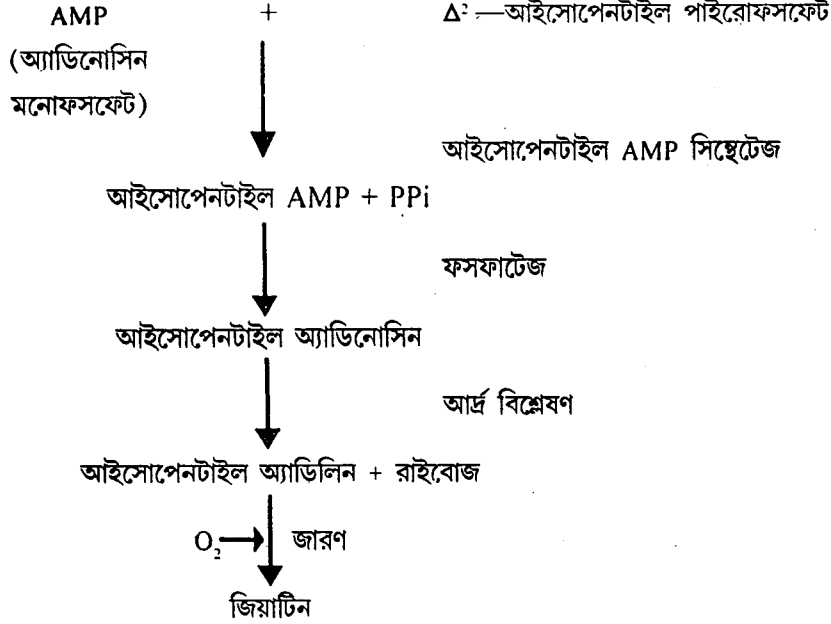 AMP + Δ² —আইসোপেনটাইল পাইরোফসফেট
(অ্যাডিনোসিন
মনোফসফেট)
আইসোপেনটাইল AMP সিন্থেটেজ
আইসোপেনটাইল AMP + PPi
ফসফাটেজ
আইসোপেনটাইল অ্যাডিনোসিন
আর্দ্র বিশ্লেষণ
আইসোপেনটাইল অ্যাডিলিন + রাইবোজ
O₂ জারণ
জিয়াটিন